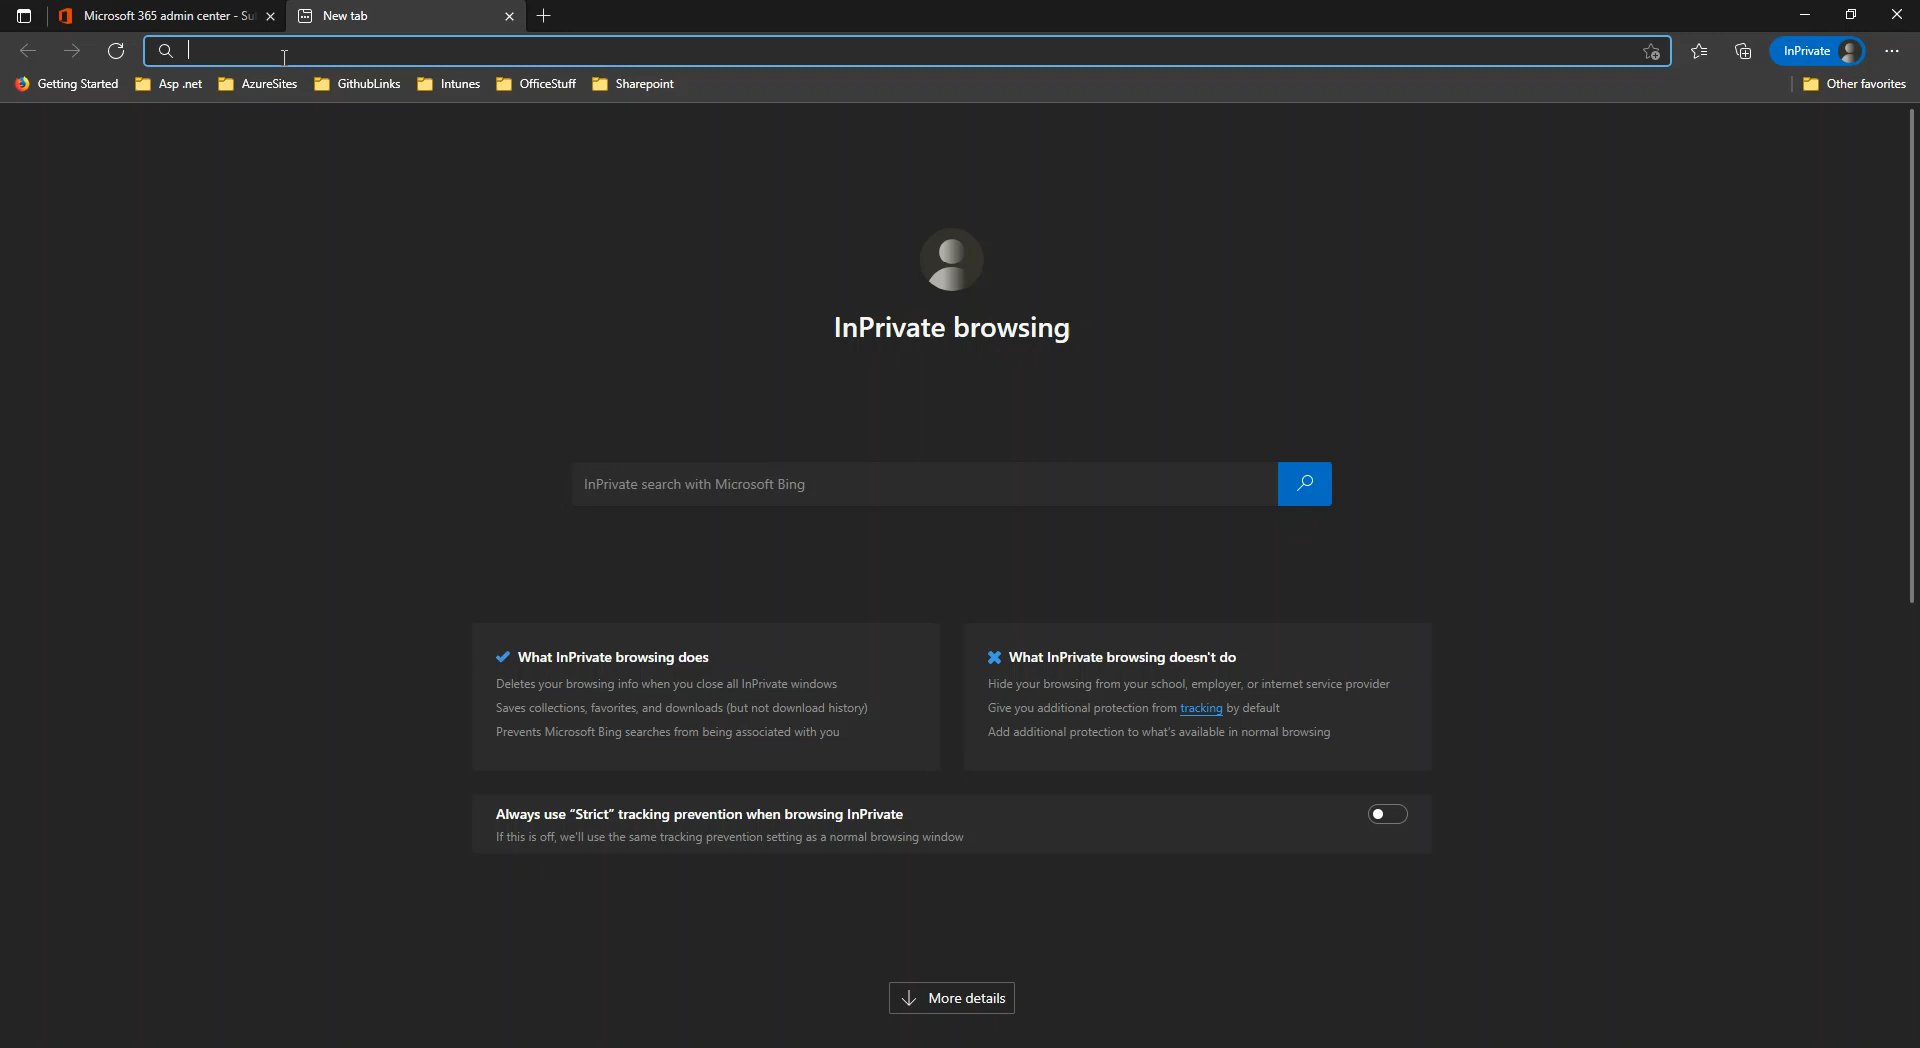 Microsoft 365 admin center - Su
New tab
InPrivate
Getting Started
Asp .net
AzureSites
GithubLinks
Intunes
OfficeStuff
Sharepoint
Other favorites
InPrivate browsing
InPrivate search with Microsoft Bing
What InPrivate browsing does
Deletes your browsing info when you close all InPrivate windows
Saves collections, favorites, and downloads (but not download history)
Prevents Microsoft Bing searches from being associated with you
What InPrivate browsing doesn't do
Hide your browsing from your school, employer, or internet service provider
Give you additional protection from tracking by default
Add additional protection to what's available in normal browsing
Always use “Strict” tracking prevention when browsing InPrivate
If this is off, we'll use the same tracking prevention setting as a normal browsing window
More details